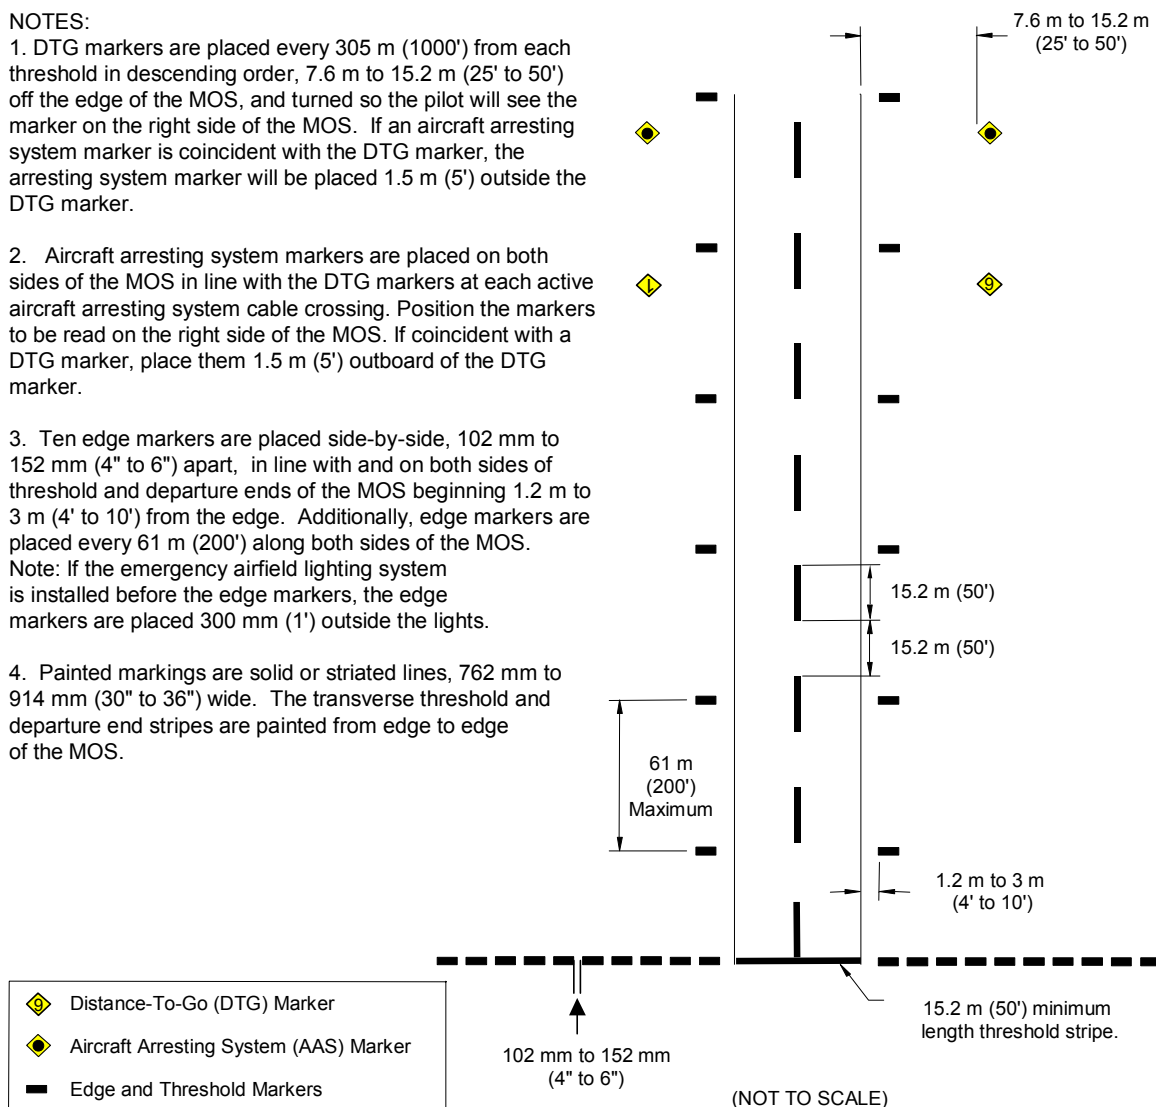 NOTES:
1. DTG markers are placed every 305 m (1000') from each
threshold in descending order, 7.6 m to 15.2 m (25' to 50')
off the edge of the MOS, and turned so the pilot will see the
marker on the right side of the MOS.  If an aircraft arresting
system marker is coincident with the DTG marker, the
arresting system marker will be placed 1.5 m (5') outside the
DTG marker.
2.   Aircraft arresting system markers are placed on both
sides of the MOS in line with the DTG markers at each active
aircraft arresting system cable crossing. Position the markers
to be read on the right side of the MOS. If coincident with a
DTG marker, place them 1.5 m (5') outboard of the DTG
marker.
3.  Ten edge markers are placed side-by-side, 102 mm to
152 mm (4" to 6") apart,  in line with and on both sides of
threshold and departure ends of the MOS beginning 1.2 m to
3 m (4' to 10') from the edge.  Additionally, edge markers are
placed every 61 m (200') along both sides of the MOS.
Note: If the emergency airfield lighting system
is installed before the edge markers, the edge
markers are placed 300 mm (1') outside the lights.
4.  Painted markings are solid or striated lines, 762 mm to
914 mm (30" to 36") wide.  The transverse threshold and
departure end stripes are painted from edge to edge
of the MOS.
7.6 m to 15.2 m
(25' to 50')
1
6
15.2 m (50')
15.2 m (50')
61 m
(200')
Maximum
1.2 m to 3 m
(4' to 10')
15.2 m (50') minimum
length threshold stripe.
102 mm to 152 mm
(4" to 6")
(NOT TO SCALE)
9 Distance-To-Go (DTG) Marker
Aircraft Arresting System (AAS) Marker
Edge and Threshold Markers